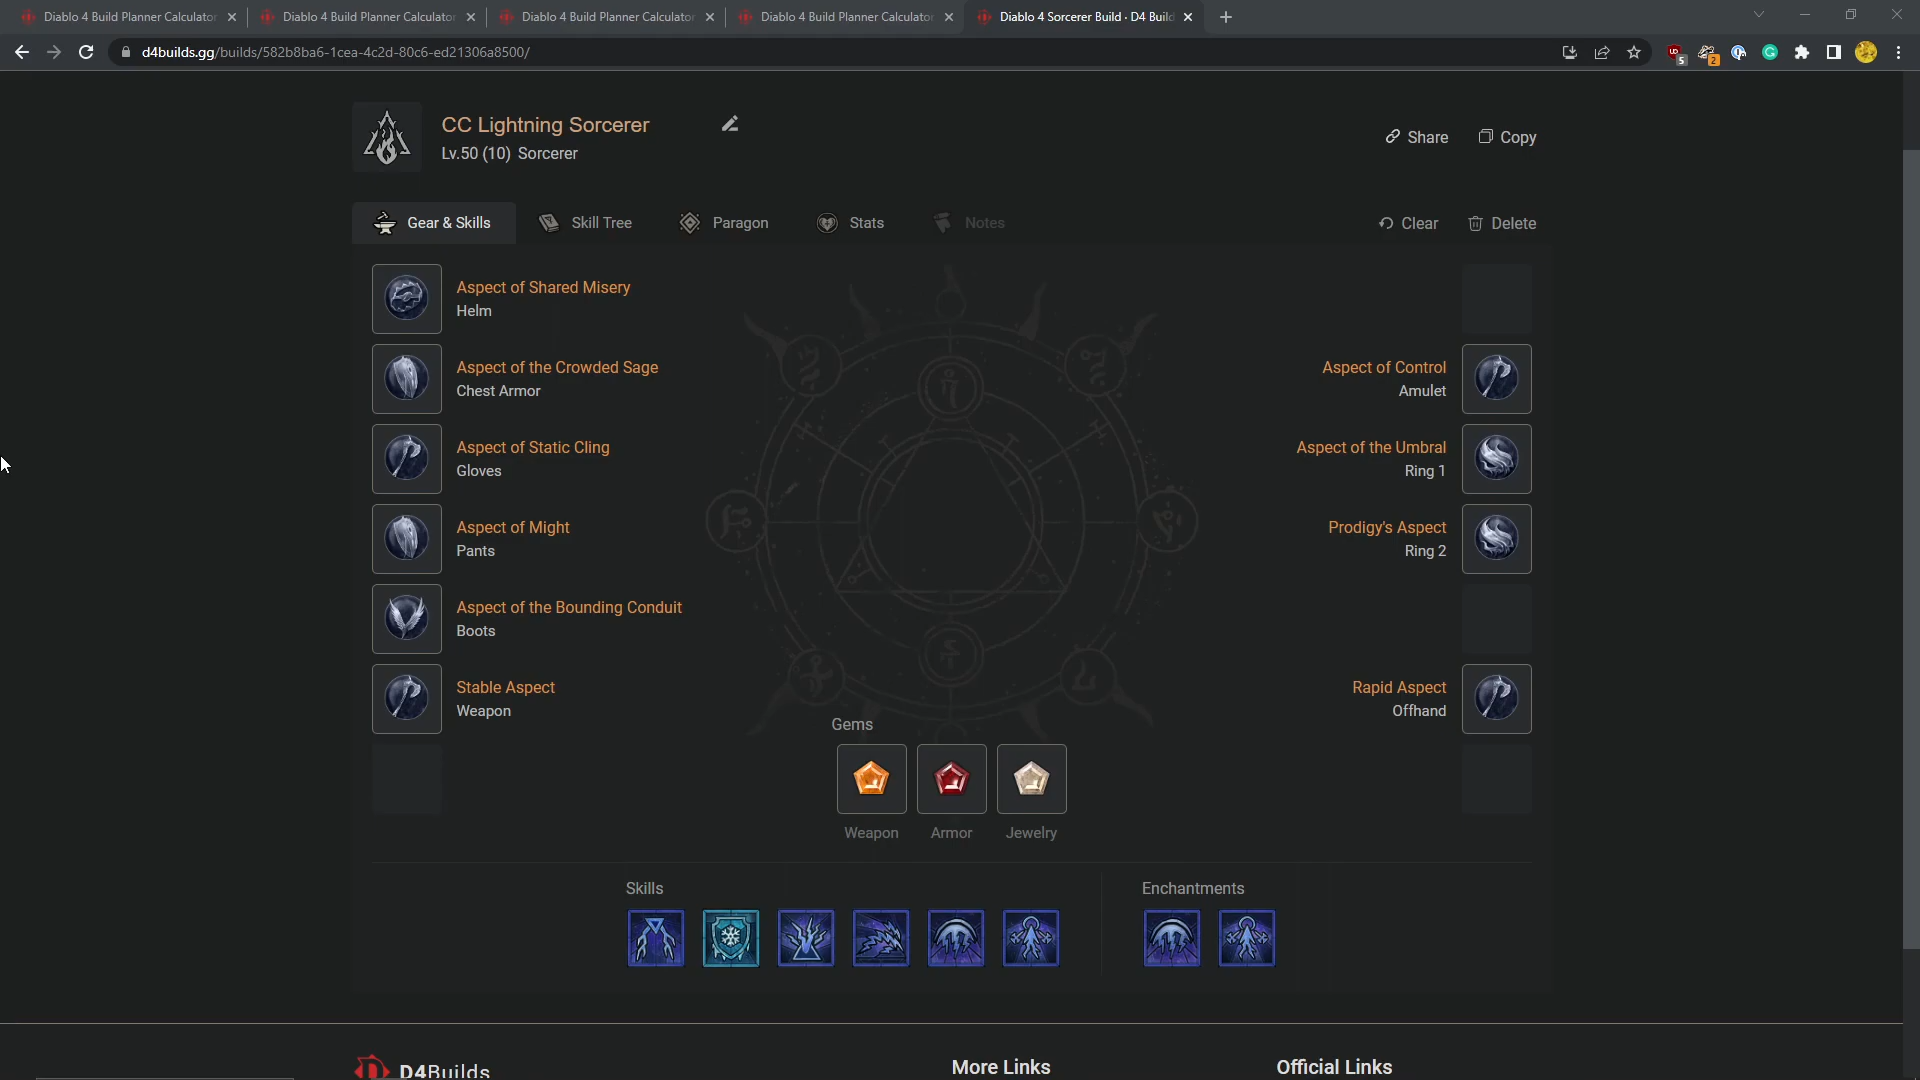 Diablo 4 Build Planner Calculator
Diablo 4 Build Planner Calculator
Diablo 4 Build Planner Calculator
Diablo 4 Build Planner Calculator
Diablo 4 Sorcerer Build · D4 Build
d4builds.gg/builds/582b8ba6-1cea-4c2d-80c6-ed21306a8500/
5
2
CC Lightning Sorcerer
Lv.50 (10) Sorcerer
Share
Copy
Gear & Skills
Skill Tree
Paragon
Stats
Notes
Clear
Delete
Aspect of Shared Misery
Helm
Aspect of the Crowded Sage
Chest Armor
Aspect of Control
Amulet
Aspect of Static Cling
Gloves
Aspect of the Umbral
Ring 1
Aspect of Might
Pants
Prodigy's Aspect
Ring 2
Aspect of the Bounding Conduit
Boots
Stable Aspect
Weapon
Rapid Aspect
Offhand
Gems
Weapon
Armor
Jewelry
Skills
Enchantments
D4Builds
More Links
Official Links